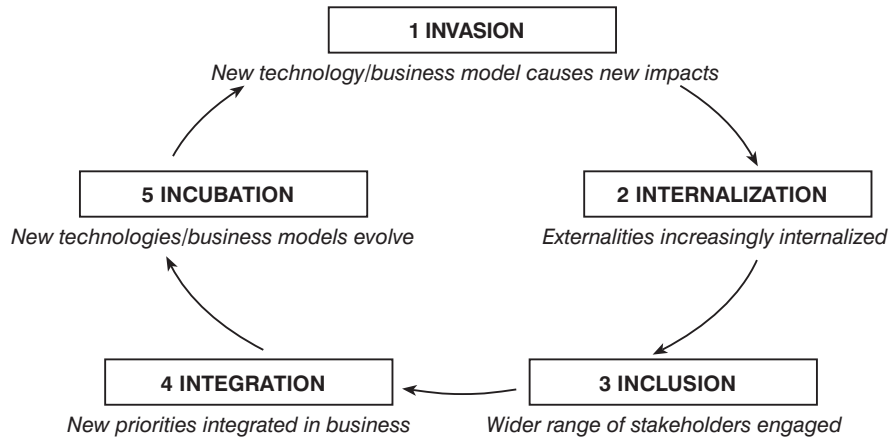 1 INVASION
New technology/business model causes new impacts
5 INCUBATION
New technologies/business models evolve
2 INTERNALIZATION
Externalities increasingly internalized
4 INTEGRATION
New priorities integrated in business
3 INCLUSION
Wider range of stakeholders engaged